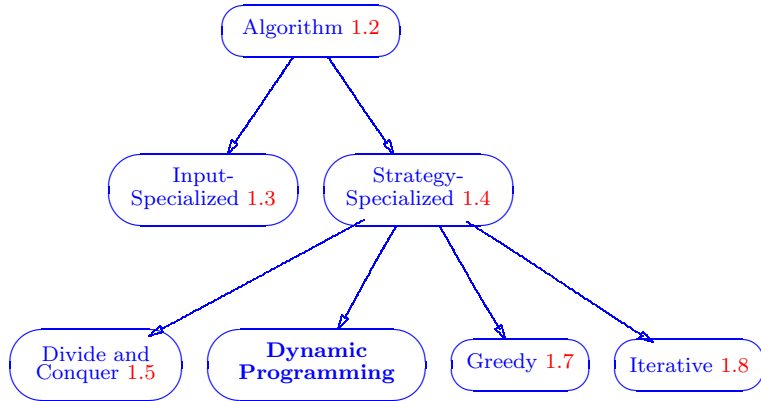 Algorithm 1.2
Input-
Specialized 1.3
Strategy-
Specialized 1.4
Divide and
Conquer 1.5
Dynamic
Programming
Greedy 1.7
Iterative 1.8